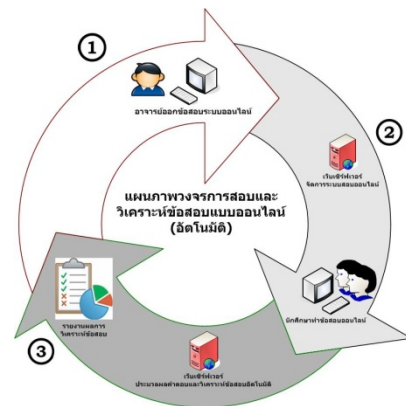 1
อาจารย์ออกข้อสอบระบบออนไลน์
2
เว็บเซิร์ฟเวอร์
จัดการระบบสอบออนไลน์
แผนภาพวงจรการสอบและ
วิเคราะห์ข้อสอบแบบออนไลน์
(อัตโนมัติ)
นักศึกษาทำข้อสอบออนไลน์
รายงานผลการ
วิเคราะห์ข้อสอบ
3
เว็บเซิร์ฟเวอร์
ประมวลผลคำตอบและวิเคราะห์ข้อสอบอัตโนมัติ